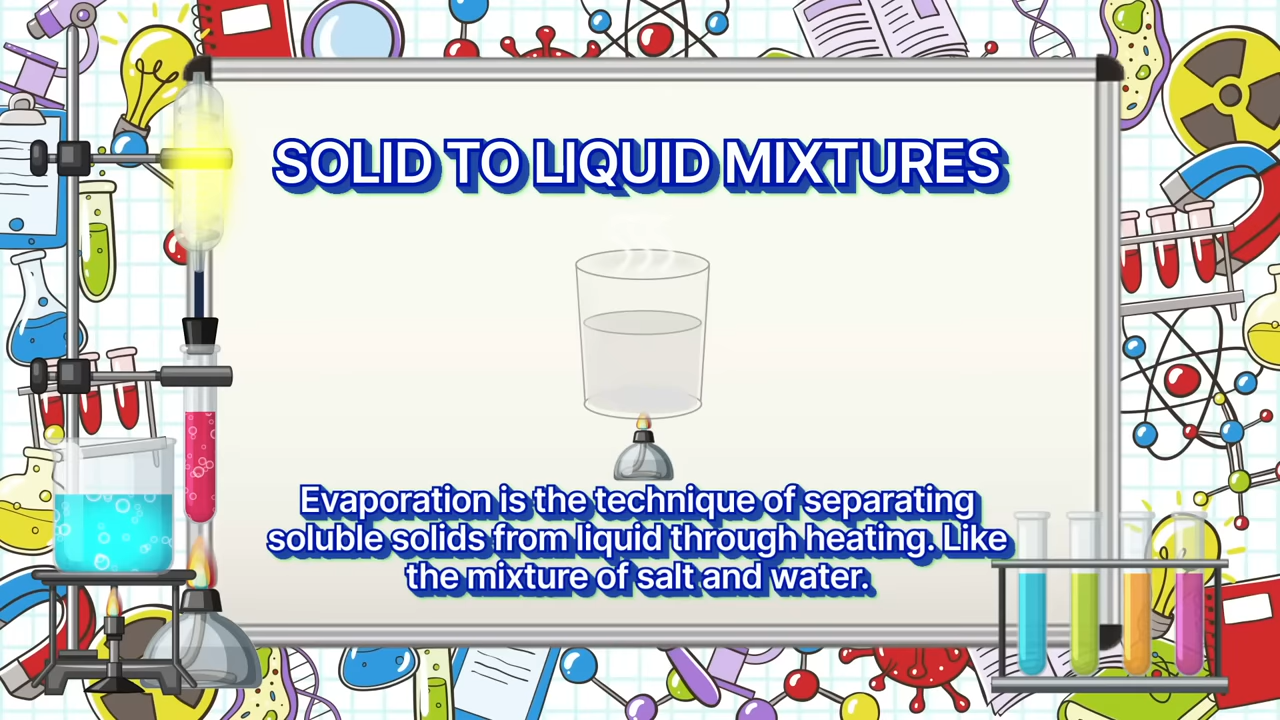 SOLID TO LIQUID MIXTURES
Evaporation is the technique of separating
soluble solids from liquid through heating. Like
the mixture of salt and water.